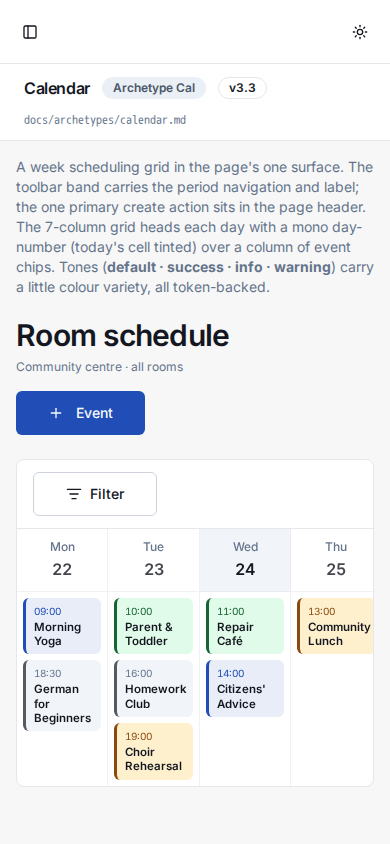 Calendar
Archetype Cal
v3.3
docs/archetypes/calendar.md
A week scheduling grid in the page's one surface. The
toolbar band carries the period navigation and label;
the one primary create action sits in the page header.
The 7-column grid heads each day with a mono day-
number (today's cell tinted) over a column of event
chips. Tones (default · success · info · warning) carry
a little colour variety, all token-backed.
Room schedule
Community centre · all rooms
+ Event
Filter
Mon
22
Tue
23
Wed
24
Thu
25
09:00
Morning
Yoga
18:30
German
for
Beginners
10:00
Parent &
Toddler
16:00
Homework
Club
19:00
Choir
Rehearsal
11:00
Repair
Café
14:00
Citizens'
Advice
13:00
Community
Lunch